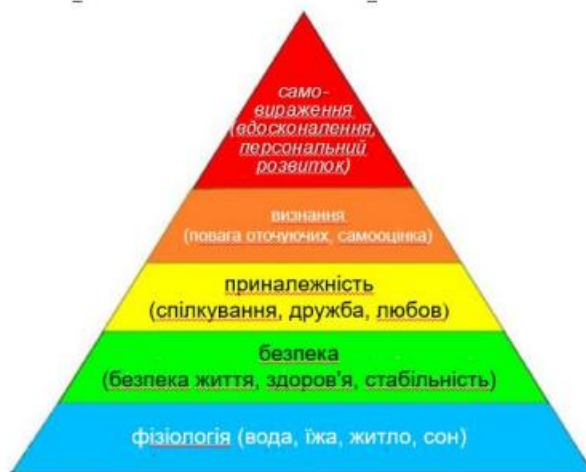 само-
вираження
(вдосконалення,
персональний
розвиток)
визнання
(повага оточуючих, самооцінка)
приналежність
(спілкування, дружба, любов)
безпека
(безпека життя, здоров'я, стабільність)
фізіологія (вода, їжа, житло, сон)